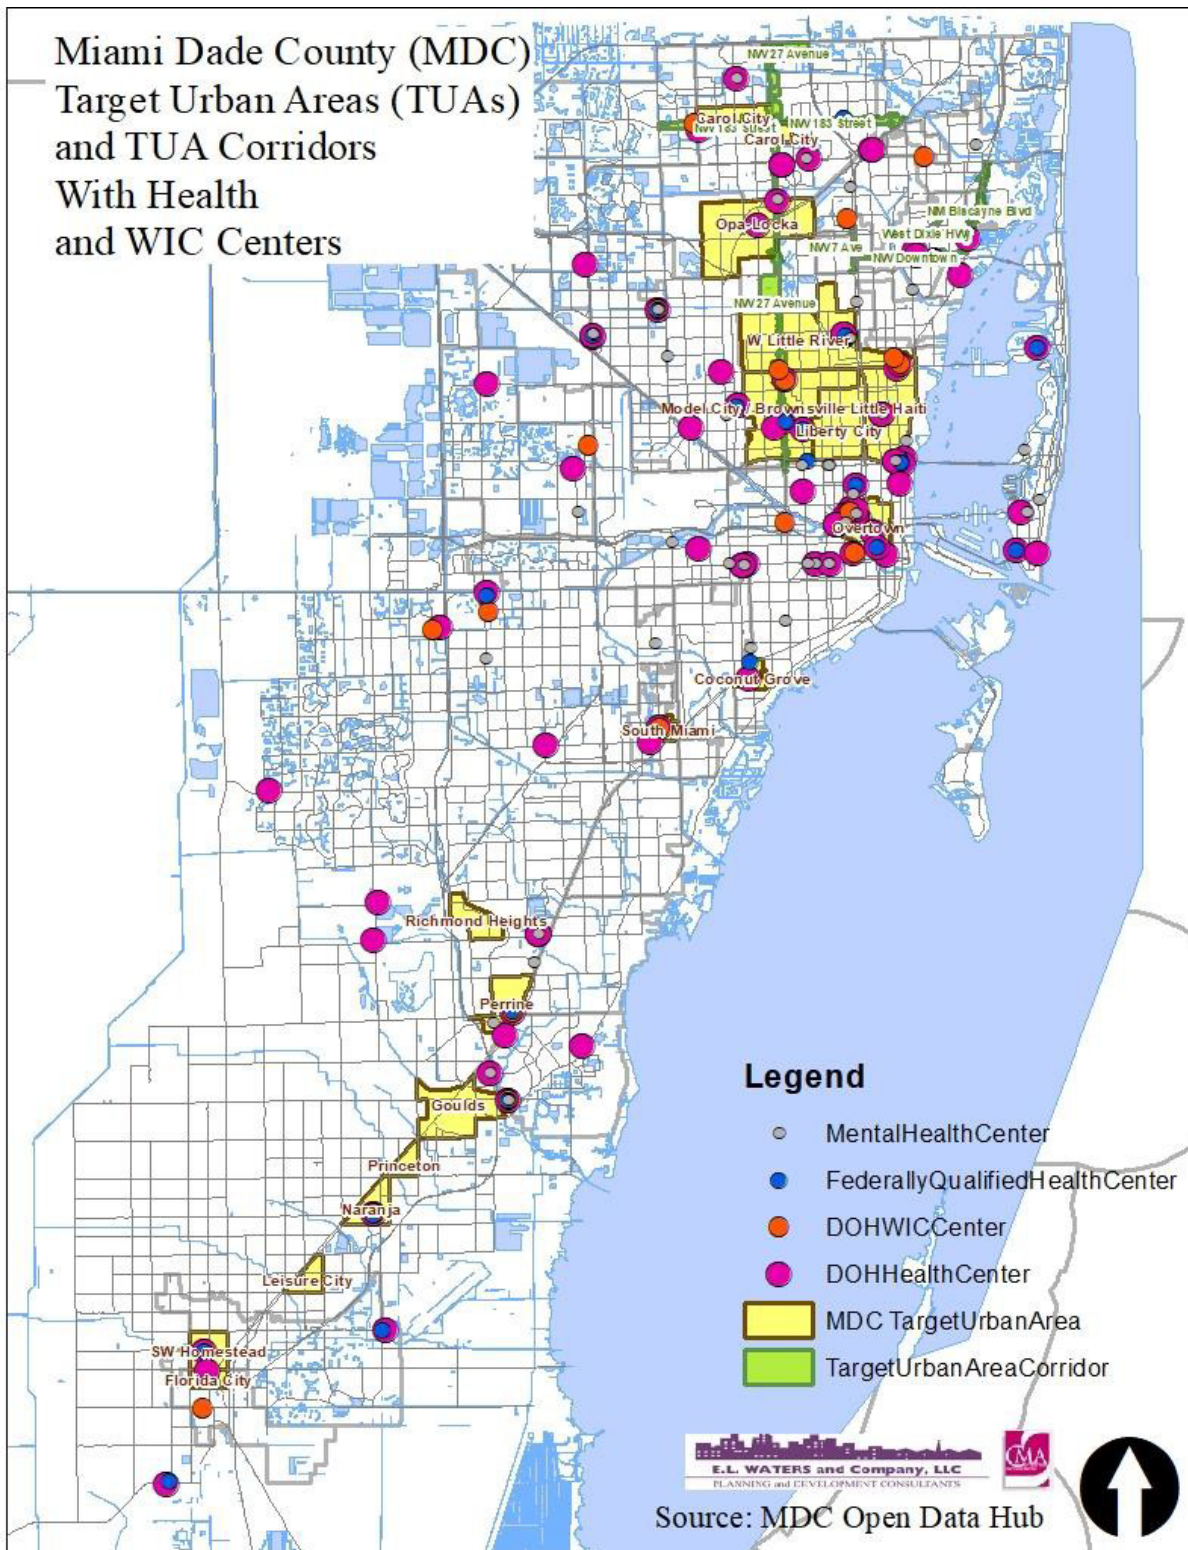 Miami Dade County (MDC)
Target Urban Areas (TUAs)
and TUA Corridors
With Health
and WIC Centers
NW 27 Avenue
Carol City
NW 183 Street
NW 183 Street
Carol City
NM Biscayne Blvd
Opa-Locka
West Dixie HWy
NW 7 Ave
NW Downtown
NW 27 Avenue
W Little River
Model City / Brownsville Little Haiti
Liberty City
Overtown
Coconut Grove
South Miami
Richmond Heights
Perrine
Goulds
Princeton
Naranja
Leisure City
SW Homestead
Florida City
Legend
MentalHealthCenter
FederallyQualifiedHealthCenter
DOHWICCenter
DOHHealthCenter
MDC TargetUrbanArea
TargetUrbanAreaCorridor
E.L. WATERS and Company, LLC
PLANNING and DEVELOPMENT CONSULTANTS
CMA
Source: MDC Open Data Hub